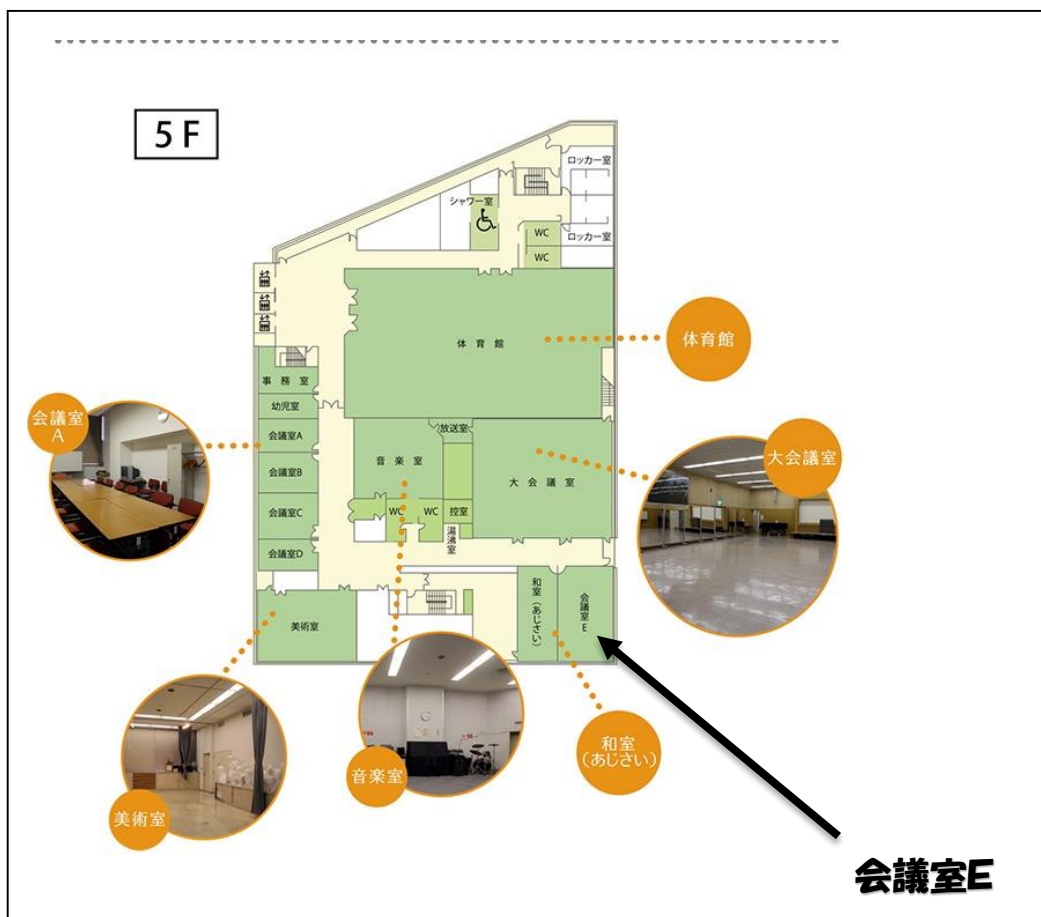 5F
ロッカー室
シャワー室
WC
ロッカー室
WC
体育館
体育館
事務室
幼児室
会議室
A
会議室A
放送室
音楽室
会議室B
大会議室
大会議室
会議室C
WC
WC
控室
湯沸室
会議室D
和室(あじさい)
会議室E
美術室
和室
(あじさい)
音楽室
美術室
会議室E